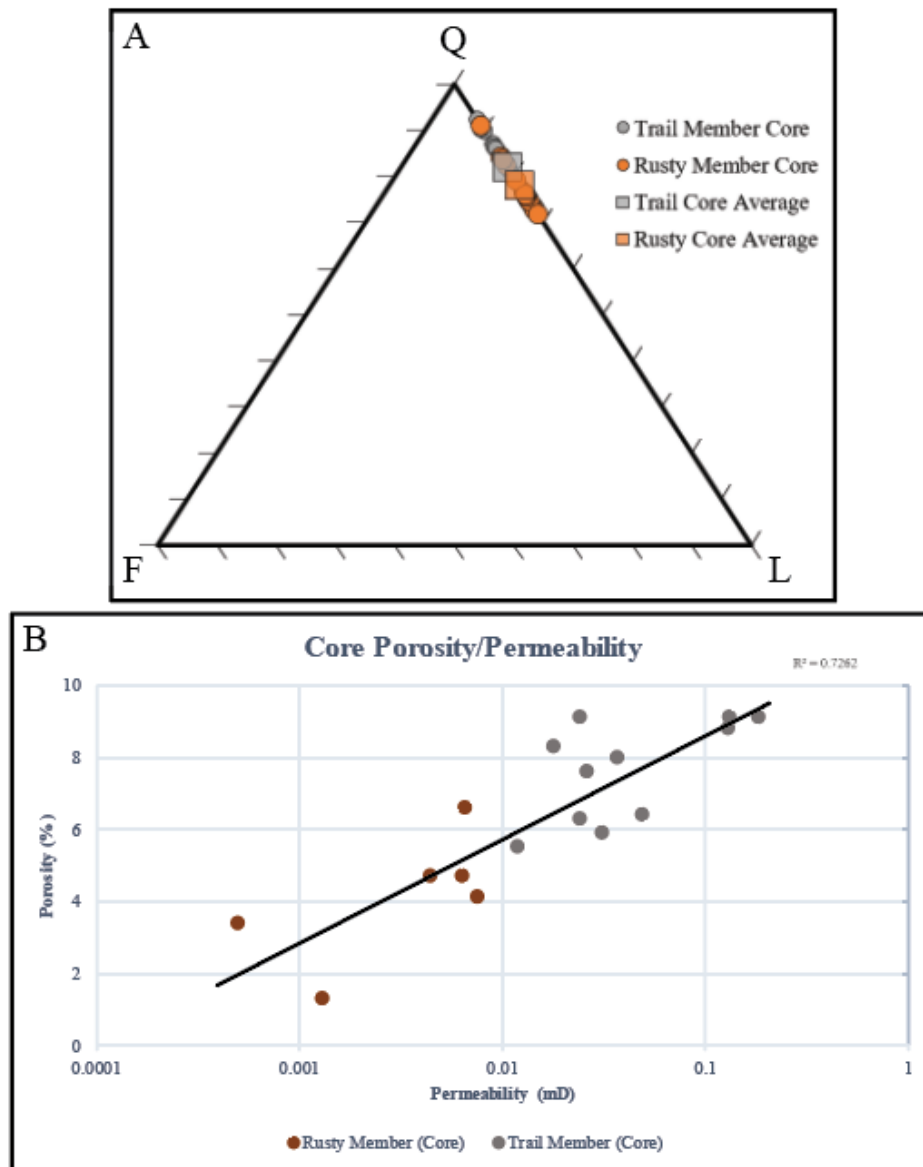 A
Q
Trail Member Core
Rusty Member Core
Trail Core Average
Rusty Core Average
F
L
B
Core Porosity/Permeability
R² = 0.7262
10
8
6
4
2
0
Porosity (%)
0.0001
0.001
0.01
0.1
1
Permeability (mD)
Rusty Member (Core)
Trail Member (Core)